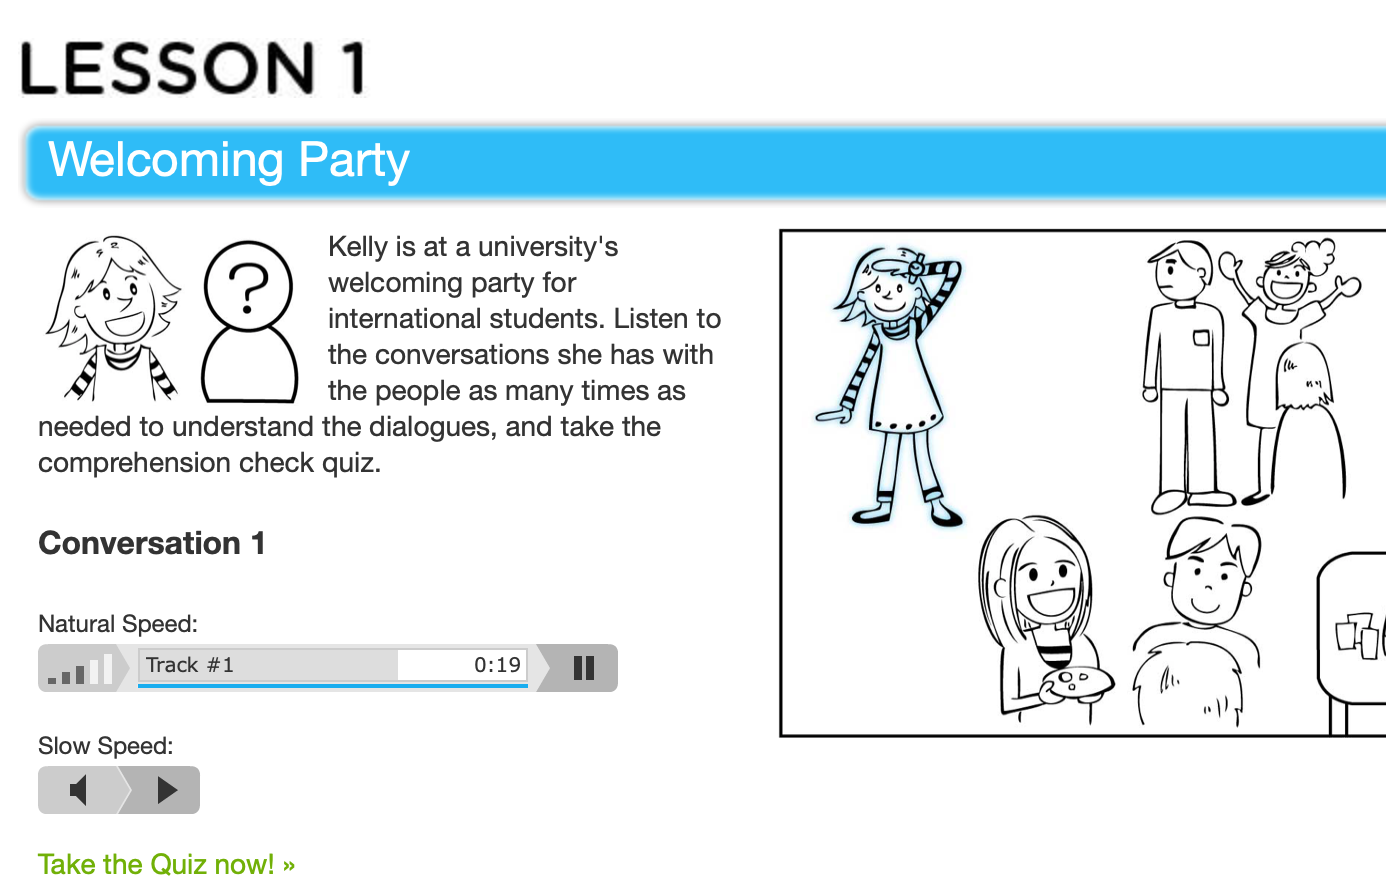 LESSON 1
Welcoming Party
?
Kelly is at a university's
welcoming party for
international students. Listen to
the conversations she has with
the people as many times as
needed to understand the dialogues, and take the
comprehension check quiz.
Conversation 1
Natural Speed:
Track #1 0:19
Slow Speed:
Take the Quiz now! »